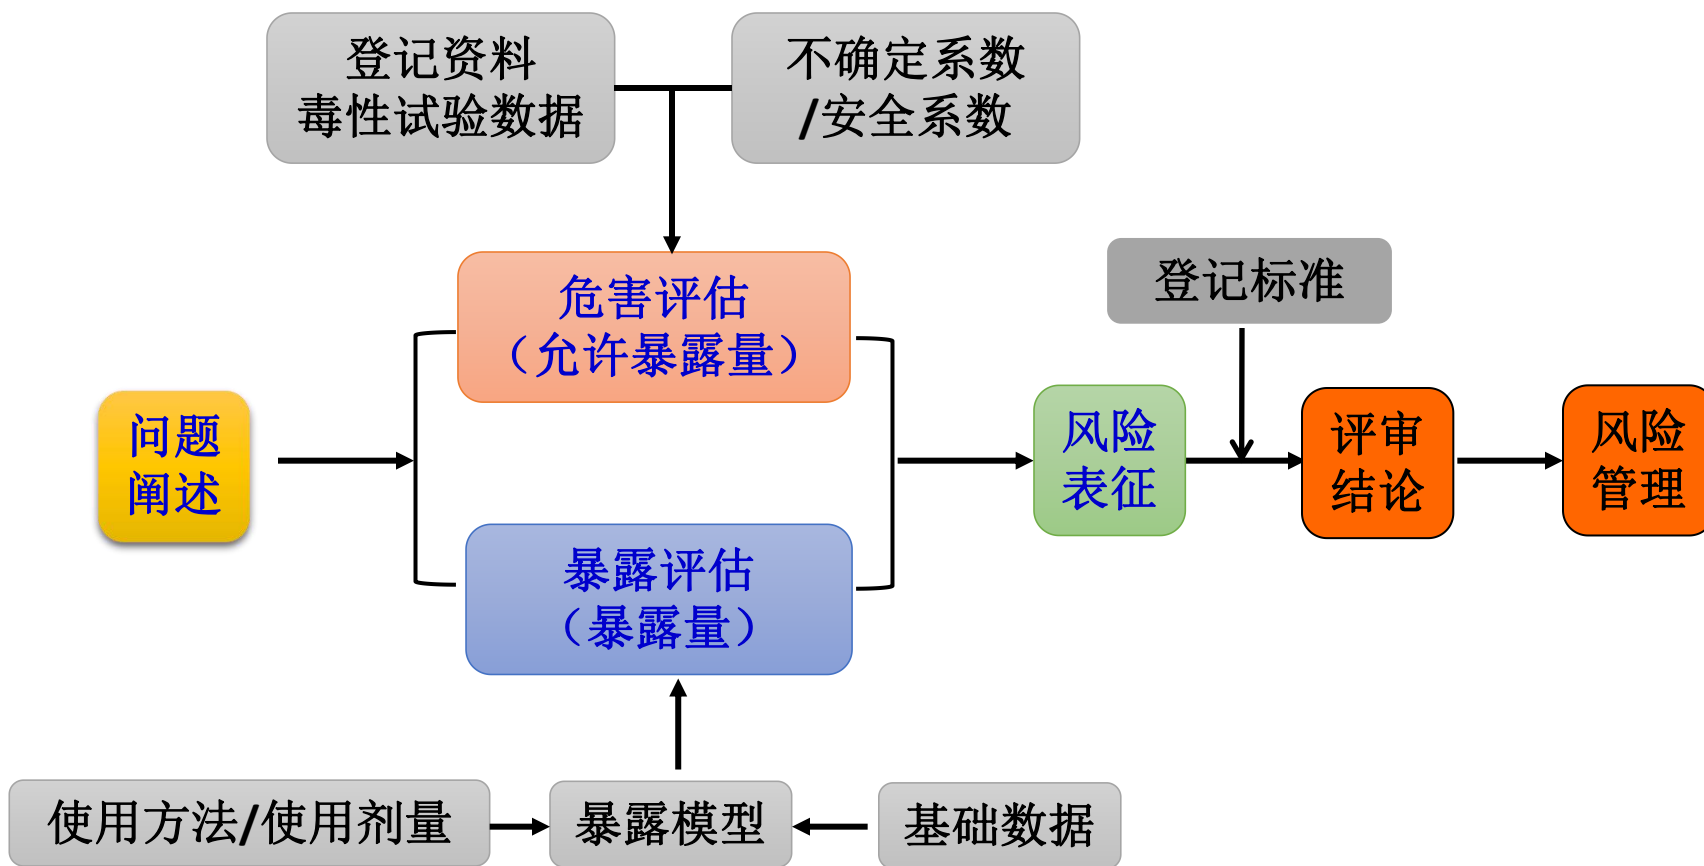 登记资料
毒性试验数据
不确定系数
/安全系数
危害评估
（允许暴露量）
登记标准
问题
阐述
风险
表征
评审
结论
风险
管理
暴露评估
（暴露量）
使用方法/使用剂量
暴露模型
基础数据